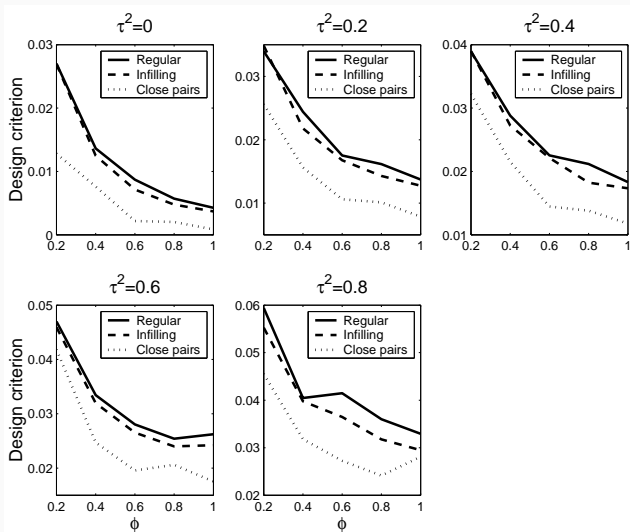 τ²=0
Design criterion
0.03
0.02
0.01
0
0.2 0.4 0.6 0.8 1
Regular
Infilling
Close pairs
τ²=0.2
0.03
0.02
0.01
0.2 0.4 0.6 0.8 1
Regular
Infilling
Close pairs
τ²=0.4
0.04
0.03
0.02
0.01
0.2 0.4 0.6 0.8 1
Regular
Infilling
Close pairs
τ²=0.6
Design criterion
0.05
0.04
0.03
0.02
0.2 0.4 0.6 0.8 1
ϕ
Regular
Infilling
Close pairs
τ²=0.8
0.06
0.05
0.04
0.03
0.02
0.2 0.4 0.6 0.8 1
ϕ
Regular
Infilling
Close pairs